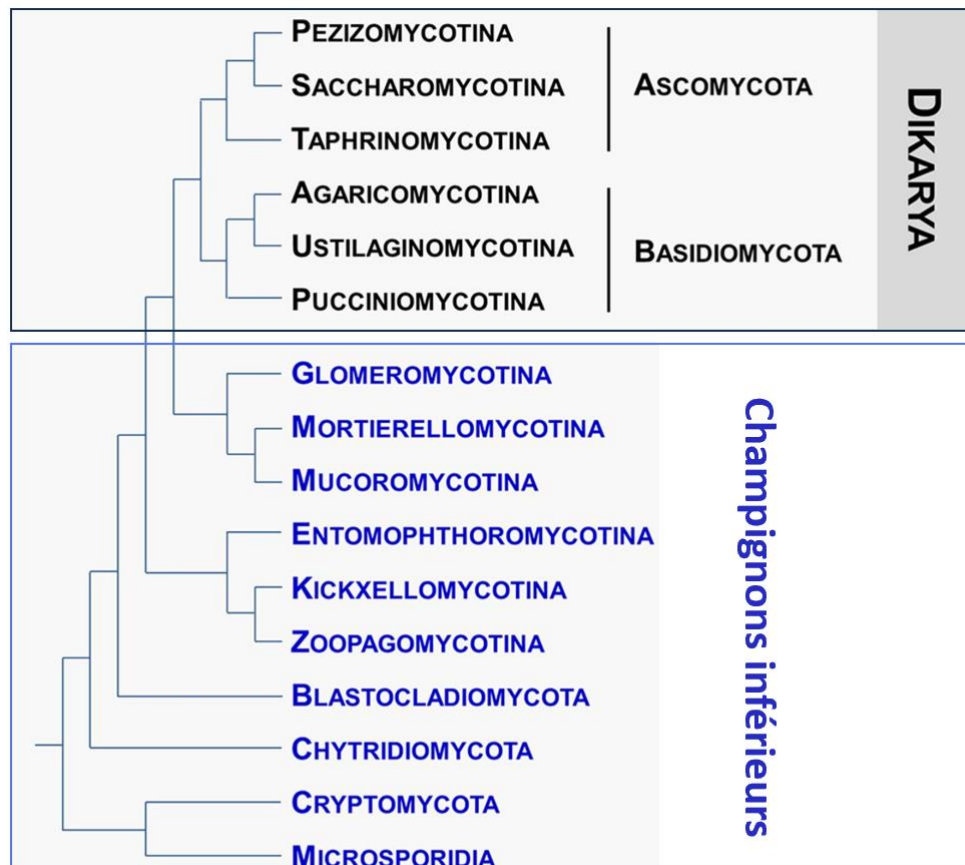 PEZIZOMYCOTINA
SACCHAROMYCOTINA
TAPHRINOMYCOTINA
ASCOMYCOTA
AGARICOMYCOTINA
USTILAGINOMYCOTINA
PUCCINIOMYCOTINA
BASIDIOMYCOTA
DIKARYA
GLOMEROMYCOTINA
MORTIERELLOMYCOTINA
MUCOROMYCOTINA
ENTOMOPHTHOROMYCOTINA
KICKXELLOMYCOTINA
ZOOPAGOMYCOTINA
BLASTOCLADIOMYCOTA
CHYTRIDIOMYCOTA
CRYPTOMYCOTA
MICROSPORIDIA
Champignons inférieurs